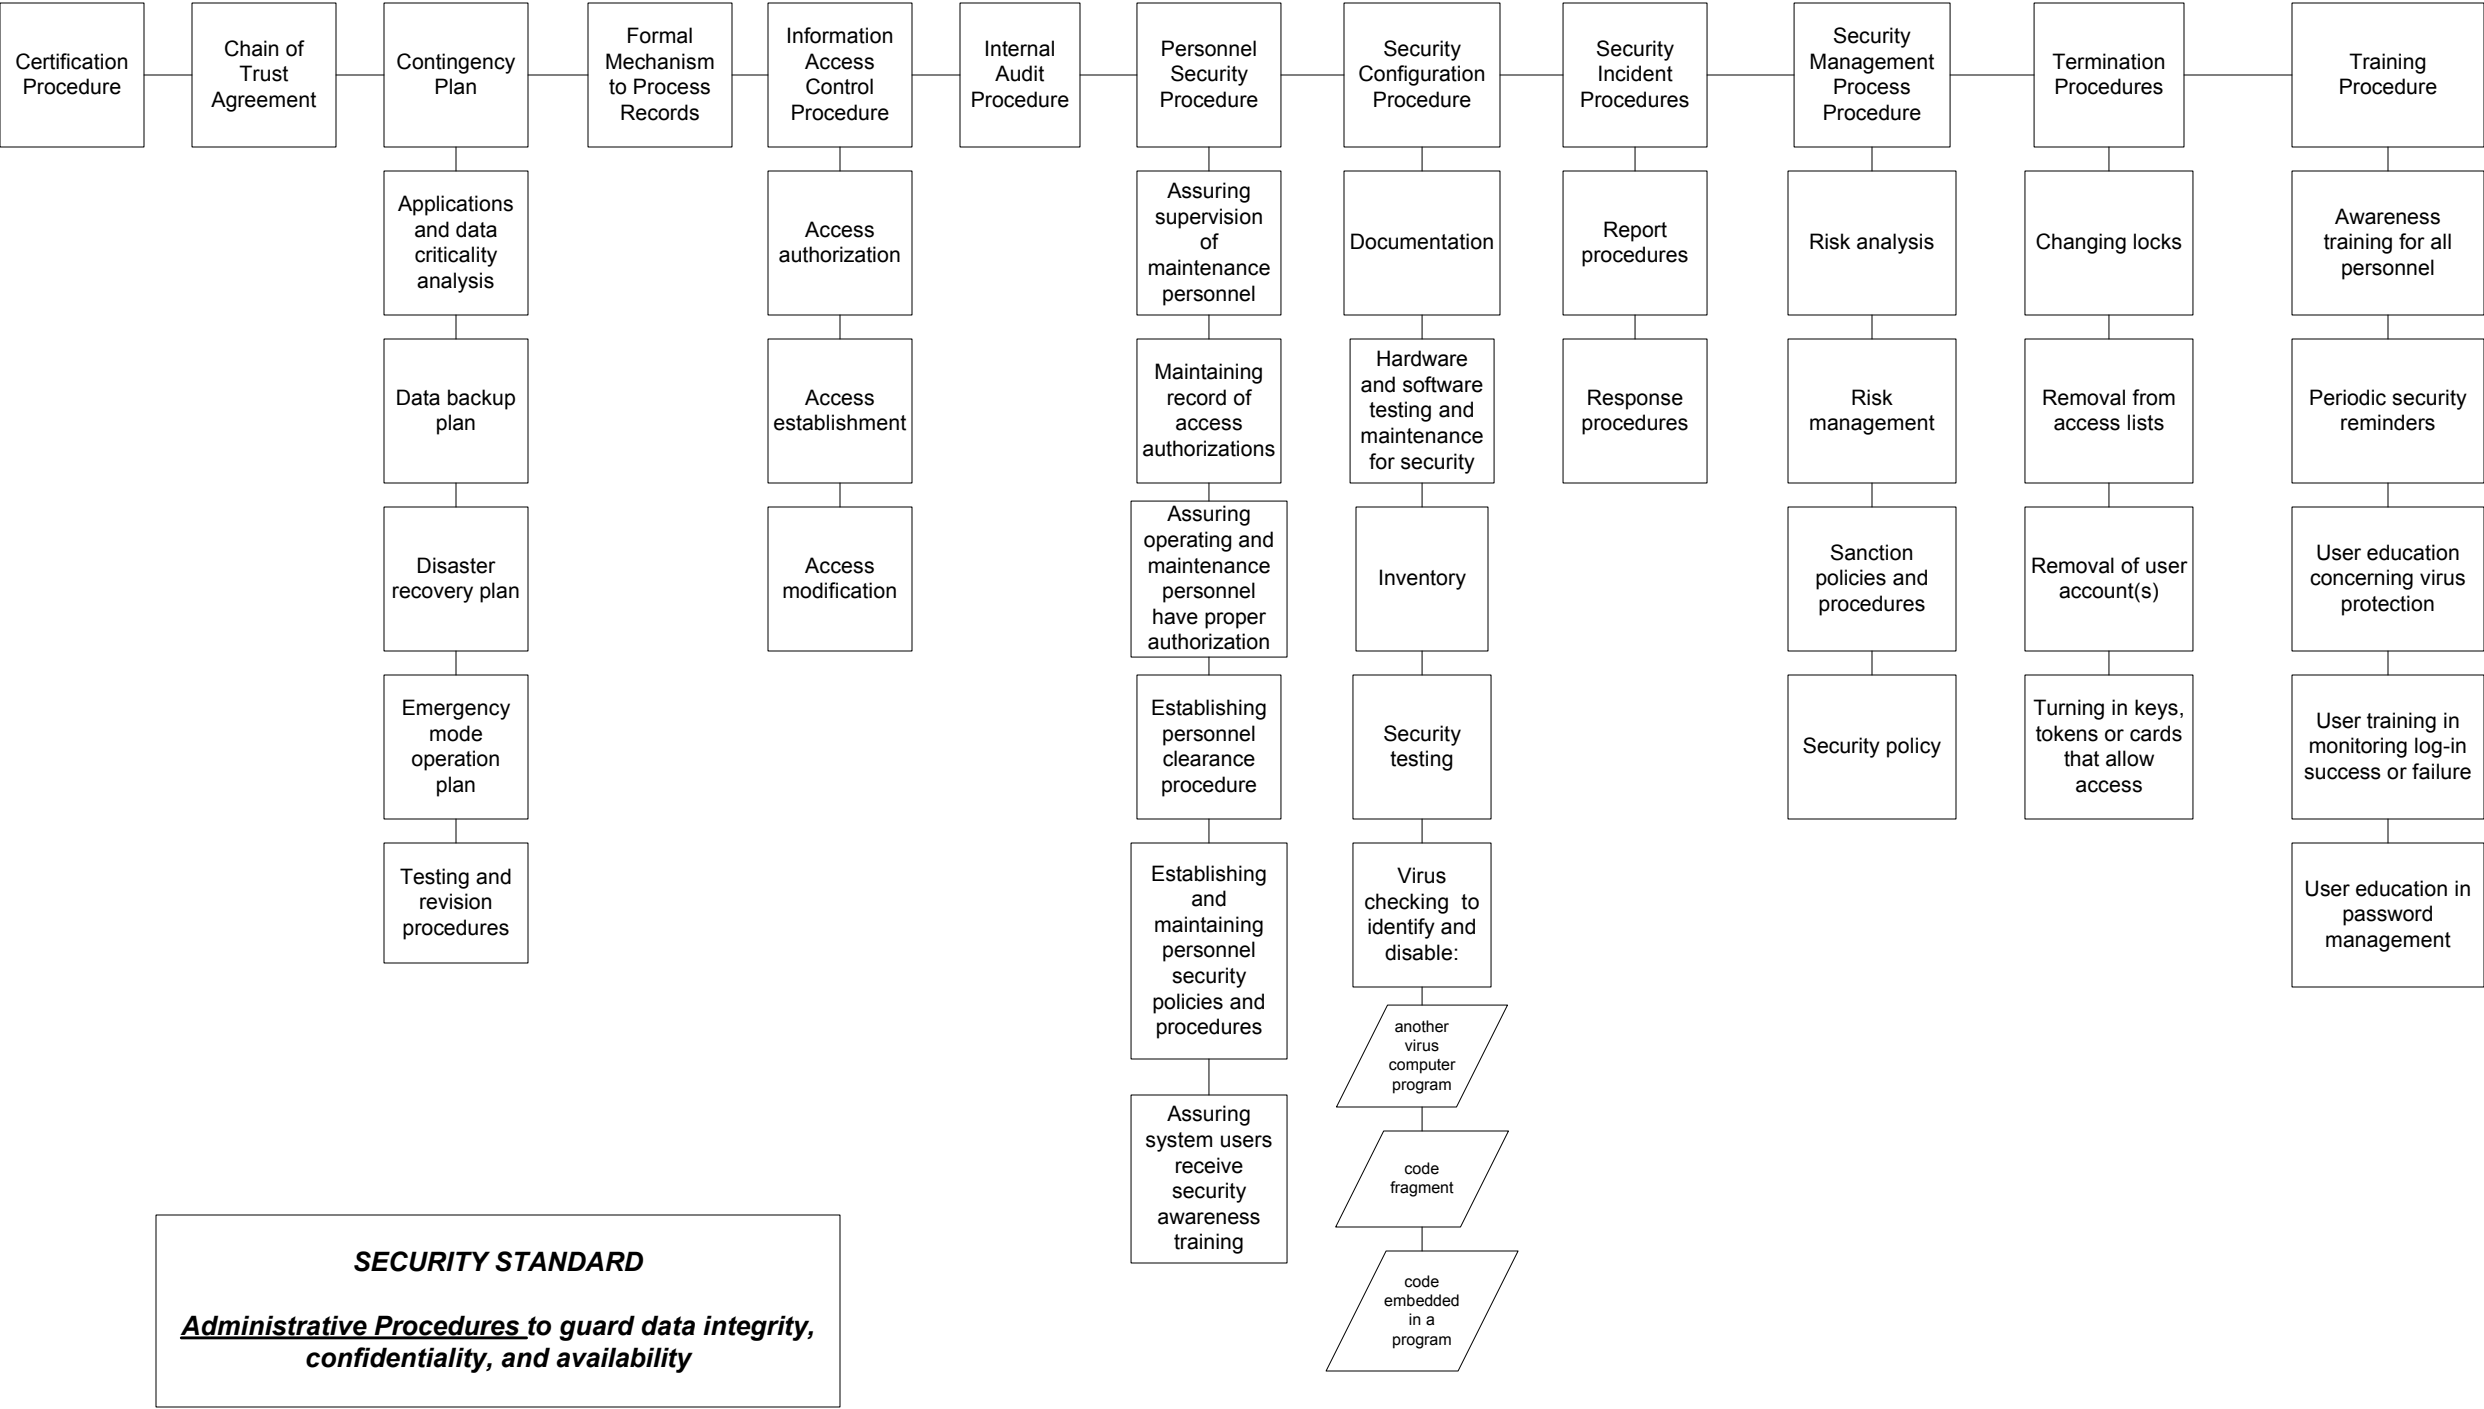 Certification
Procedure
Chain of
Trust
Agreement
Contingency
Plan
Formal
Mechanism
to Process
Records
Information
Access
Control
Procedure
Internal
Audit
Procedure
Personnel
Security
Procedure
Security
Configuration
Procedure
Security
Incident
Procedures
Security
Management
Process
Procedure
Termination
Procedures
Training
Procedure
Applications
and data
criticality
analysis
Data backup
plan
Disaster
recovery plan
Emergency
mode
operation
plan
Testing and
revision
procedures
Access
authorization
Access
establishment
Access
modification
Assuring
supervision
of
maintenance
personnel
Maintaining
record of
access
authorizations
Assuring
operating and
maintenance
personnel
have proper
authorization
Establishing
personnel
clearance
procedure
Establishing
and
maintaining
personnel
security
policies and
procedures
Assuring
system users
receive
security
awareness
training
Documentation
Hardware
and software
testing and
maintenance
for security
Inventory
Security
testing
Virus
checking  to
identify and
disable:
another
virus
computer
program
code
fragment
code
embedded
in a
program
Report
procedures
Response
procedures
Risk analysis
Risk
management
Sanction
policies and
procedures
Security policy
Changing locks
Removal from
access lists
Removal of user
account(s)
Turning in keys,
tokens or cards
that allow
access
Awareness
training for all
personnel
Periodic security
reminders
User education
concerning virus
protection
User training in
monitoring log-in
success or failure
User education in
password
management
SECURITY STANDARD
Administrative Procedures to guard data integrity,
confidentiality, and availability